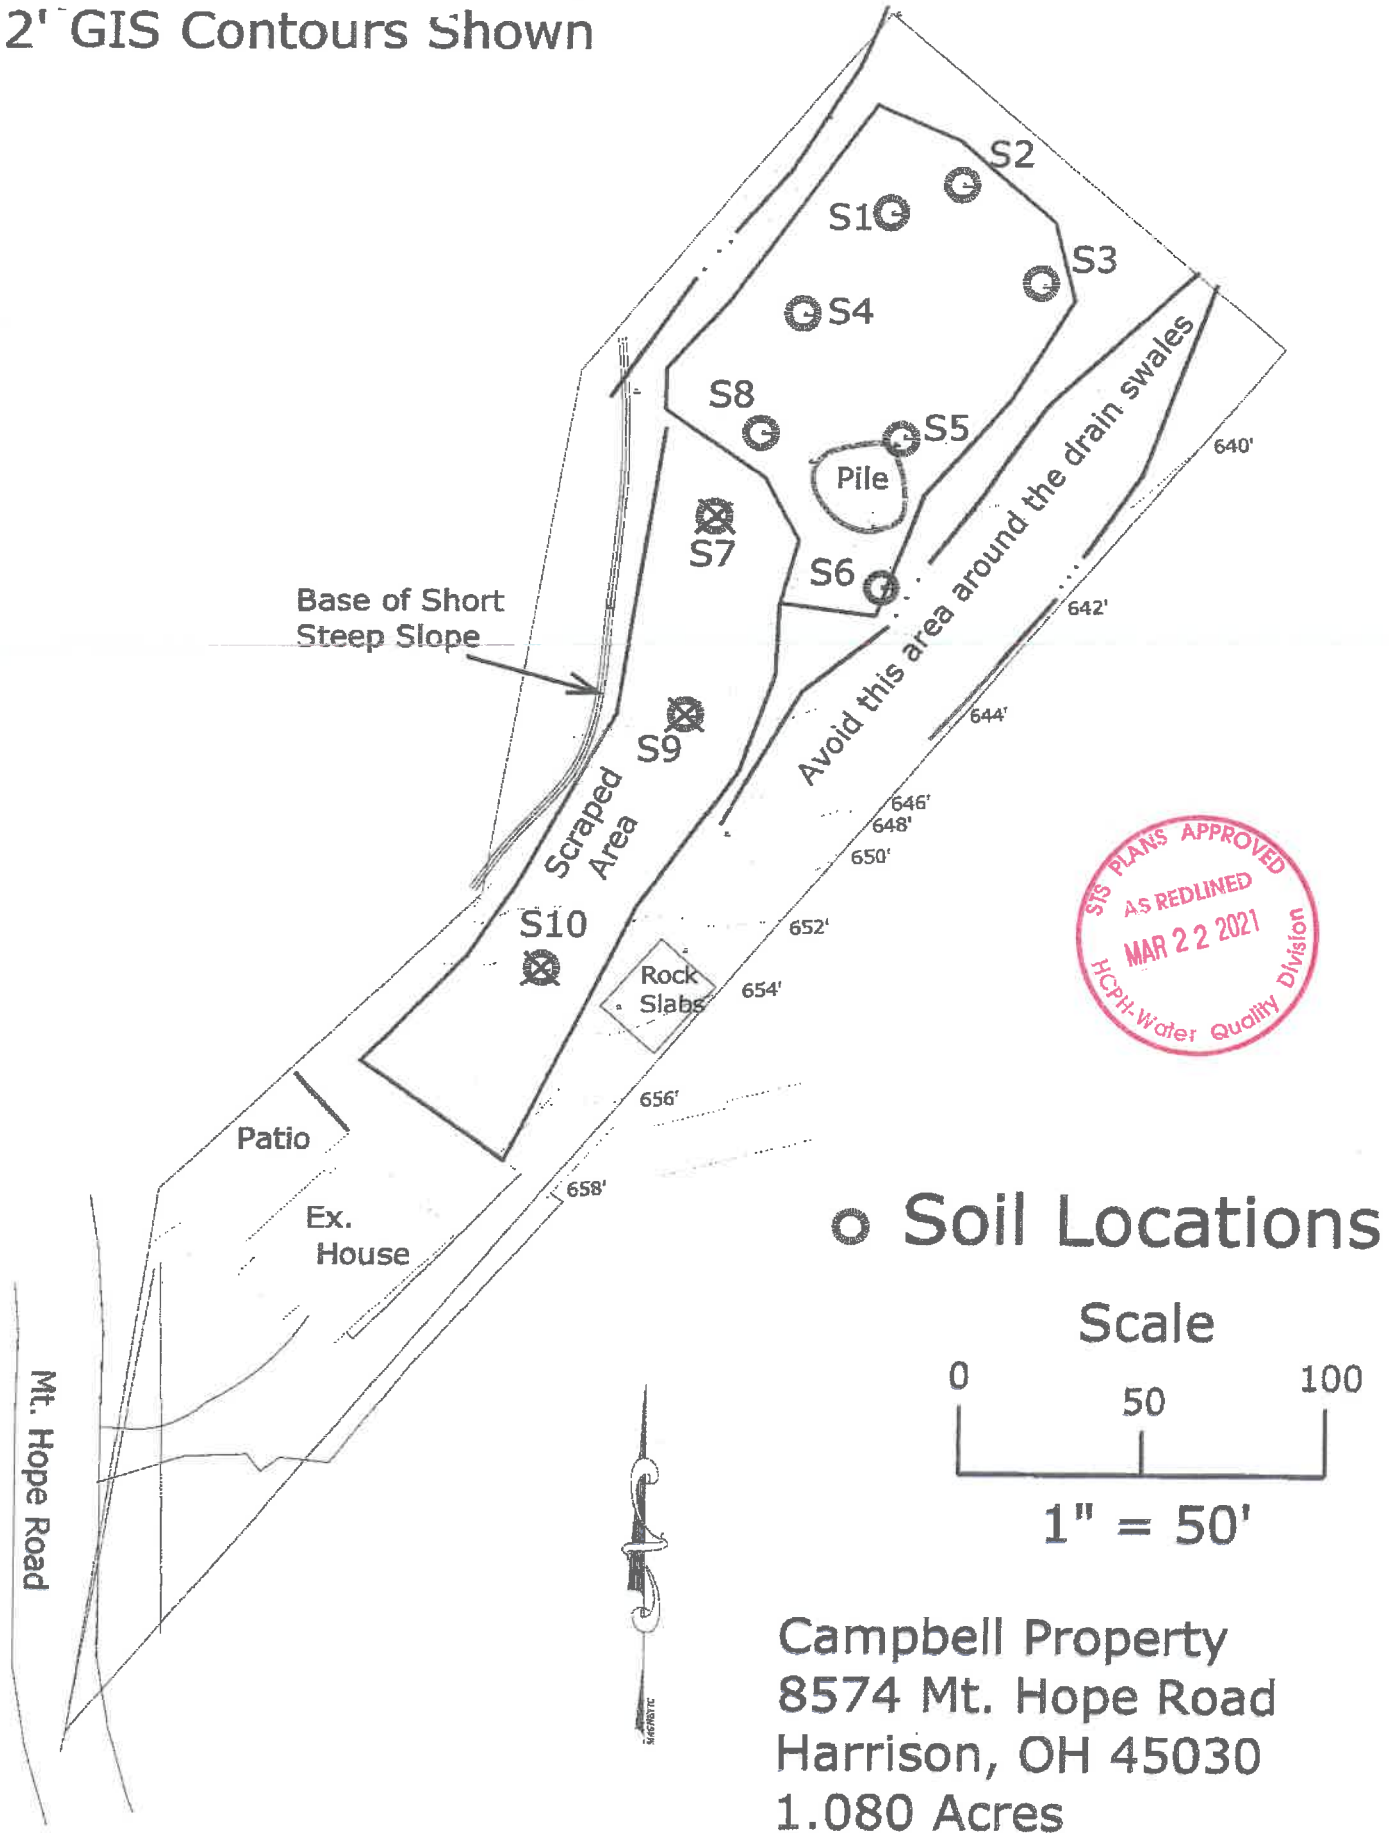 2' GIS Contours Shown
S2
S1
S3
S4
S8
S5
Pile
640'
S7
S6
Base of Short
Steep Slope
642'
Avoid this area around the drain swales
S9
644'
Scraped
Area
646'
648'
650'
S10
652'
Rock
Slabs
654'
656'
Patio
658'
Ex.
House
Mt. Hope Road
STS PLANS APPROVED
AS REDLINED
MAR 22 2021
HCPH-Water Quality Division
Soil Locations
Scale
0
50
100
1" = 50'
MAGNETIC
Campbell Property
8574 Mt. Hope Road
Harrison, OH 45030
1.080 Acres